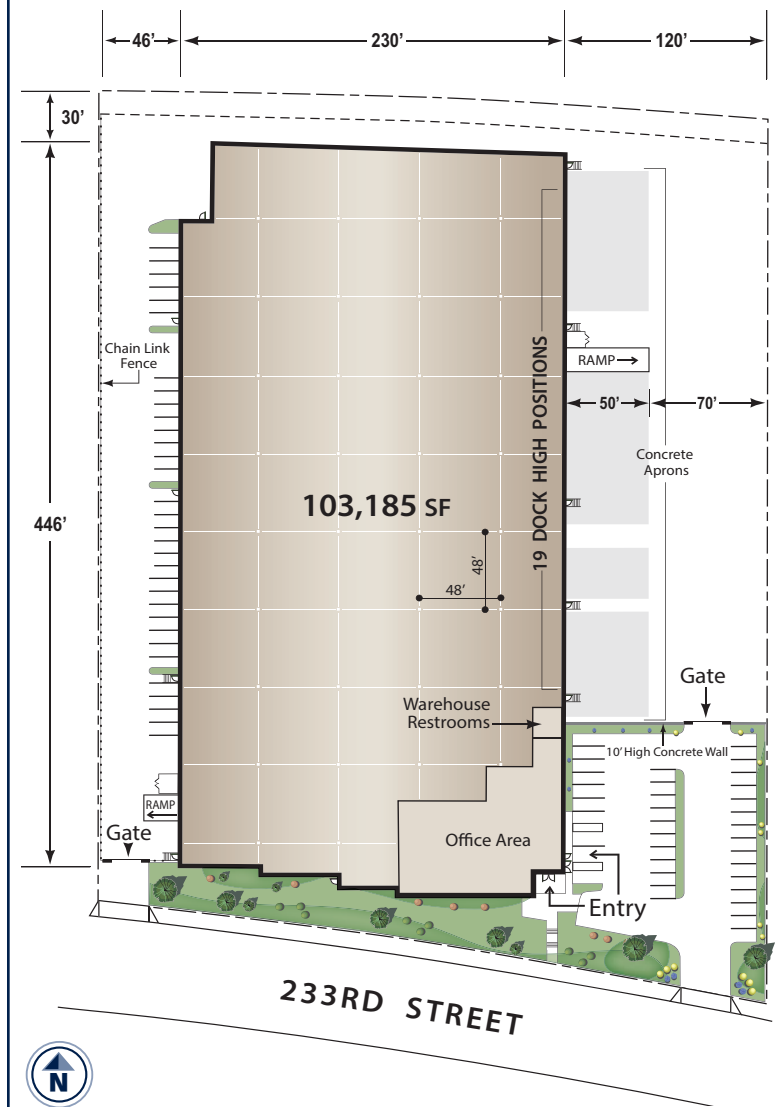 46’
230’
120’
30’
Chain Link
Fence
RAMP
50’
70’
19 DOCK HIGH POSITIONS
Concrete
Aprons
103,185 SF
446’
48’
48’
Warehouse
Restrooms
Gate
10’ High Concrete Wall
RAMP
Gate
Office Area
Entry
233RD STREET
N